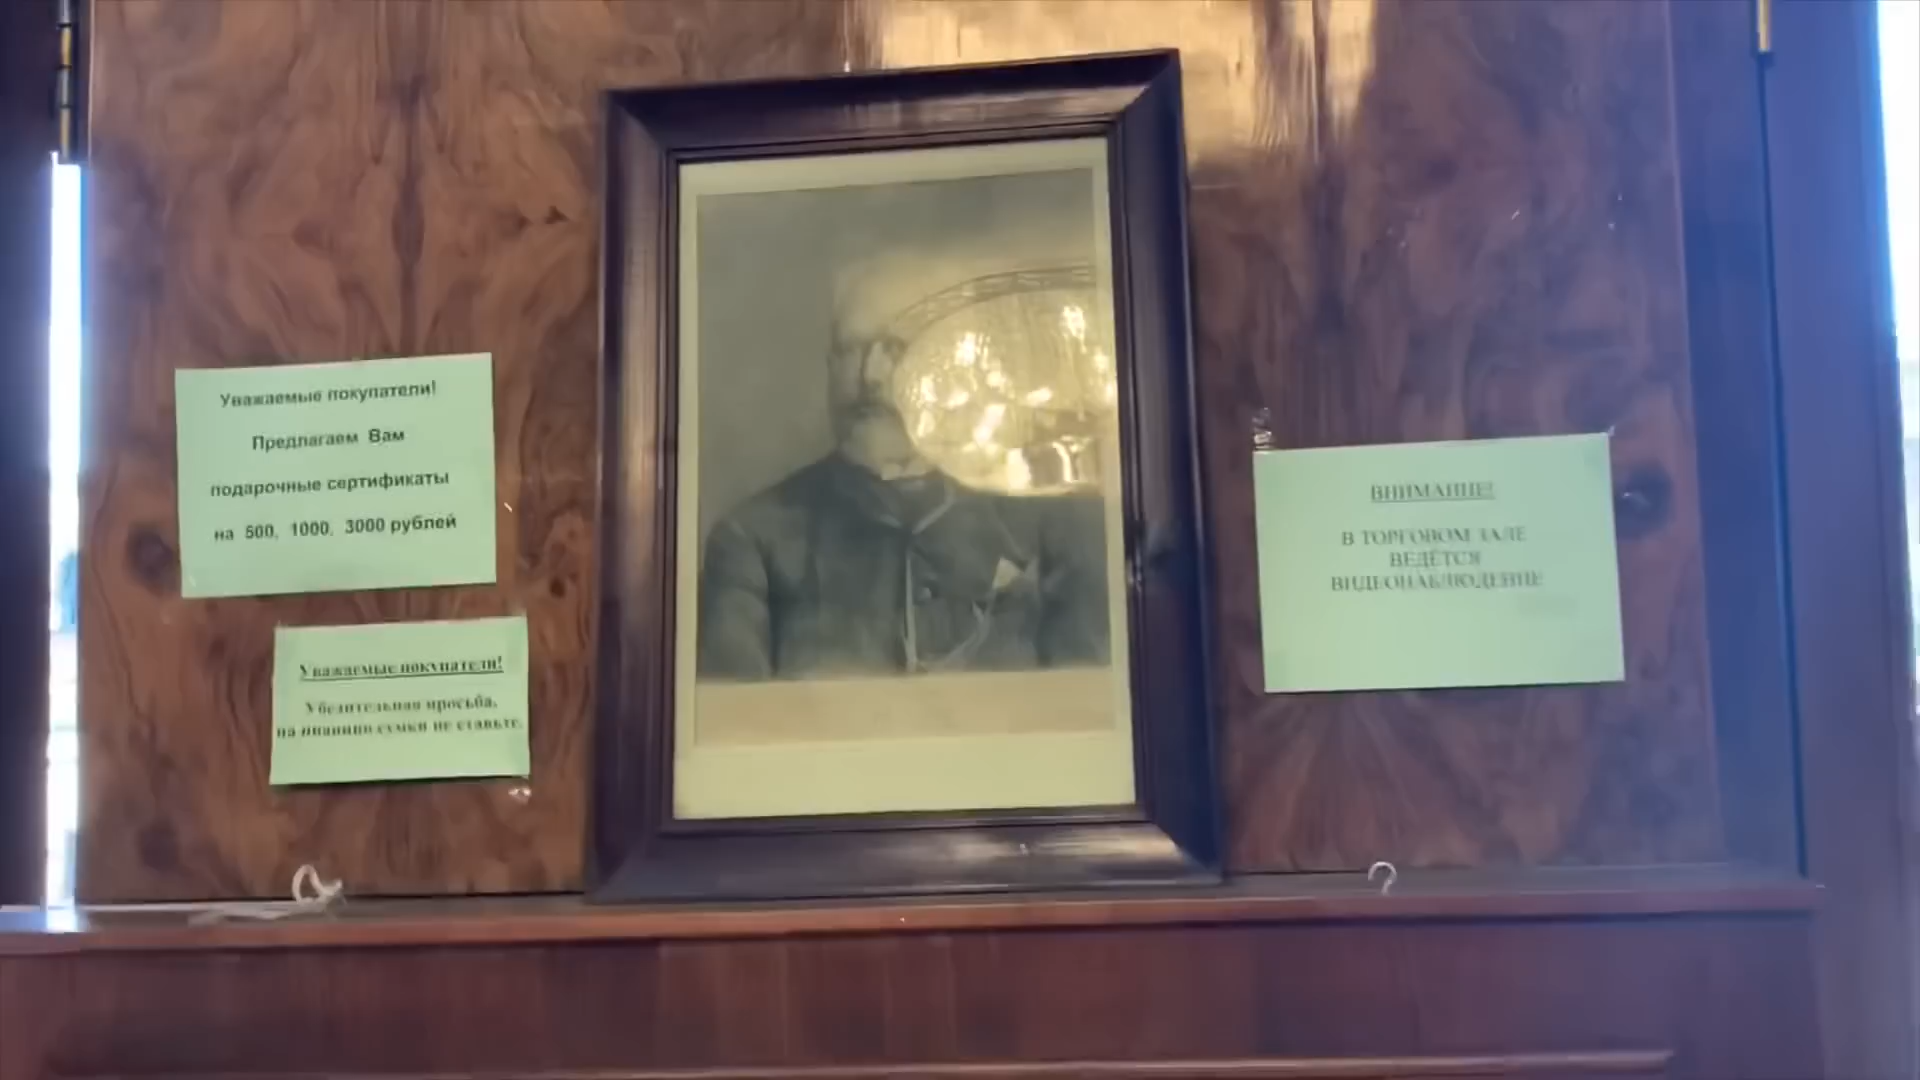 Уважаемые покупатели!
Предлагаем Вам
подарочные сертификаты
на 500, 1000, 3000 рублей
Уважаемые покупатели!
Убедительная просьба,
на пианино сумки не ставьте.
ВНИМАНИЕ!
В ТОРГОВОМ ЗАЛЕ
ВЕДЁТСЯ
ВИДЕОНАБЛЮДЕНИЕ